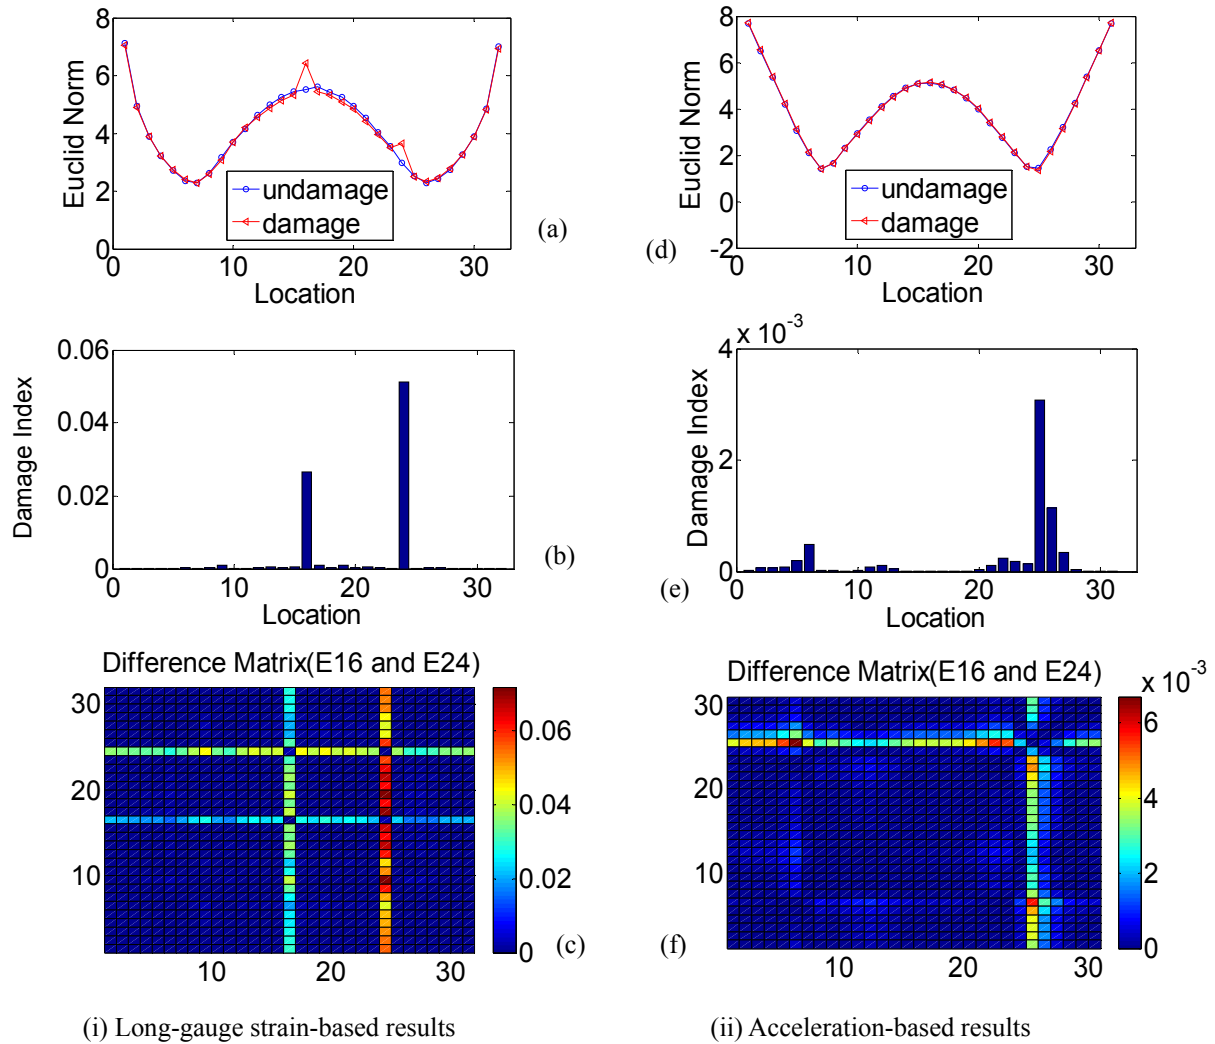 8
6
4
2
0
Euclid Norm
undamage
damage
0 10 20 30
Location
(a)
8
6
4
2
0
-2
Euclid Norm
undamage
damage
0 10 20 30
Location
(d)
0.06
0.04
0.02
0
Damage Index
0 10 20 30
Location
(b)
x 10^-3
4
2
0
Damage Index
0 10 20 30
Location
(e)
Difference Matrix(E16 and E24)
30
20
10
10 20 30
0.06
0.04
0.02
0
(c)
Difference Matrix(E16 and E24)
x 10^-3
30
20
10
10 20 30
6
4
2
0
(f)
(i) Long-gauge strain-based results
(ii) Acceleration-based results